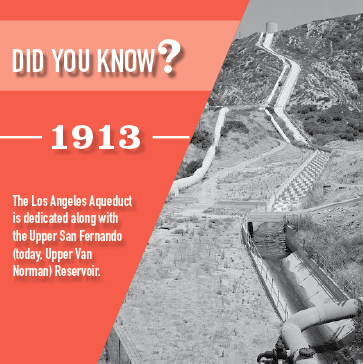 DID YOU KNOW?
1913
The Los Angeles Aqueduct
is dedicated along with
the Upper San Fernando
(today, Upper Van
Norman) Reservoir.